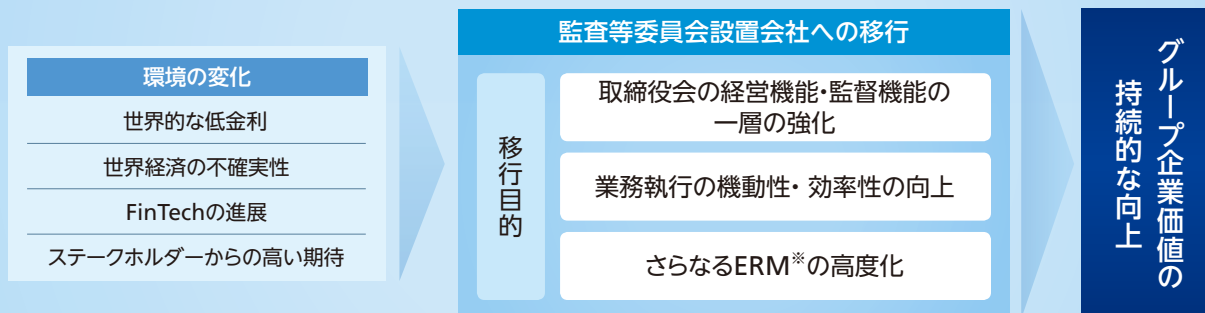 環境の変化
世界的な低金利
世界経済の不確実性
FinTechの進展
ステークホルダーからの高い期待
監査等委員会設置会社への移行
移行目的
取締役会の経営機能・監督機能の
一層の強化
業務執行の機動性・効率性の向上
さらなるERM※の高度化
グループ企業価値の
持続的な向上